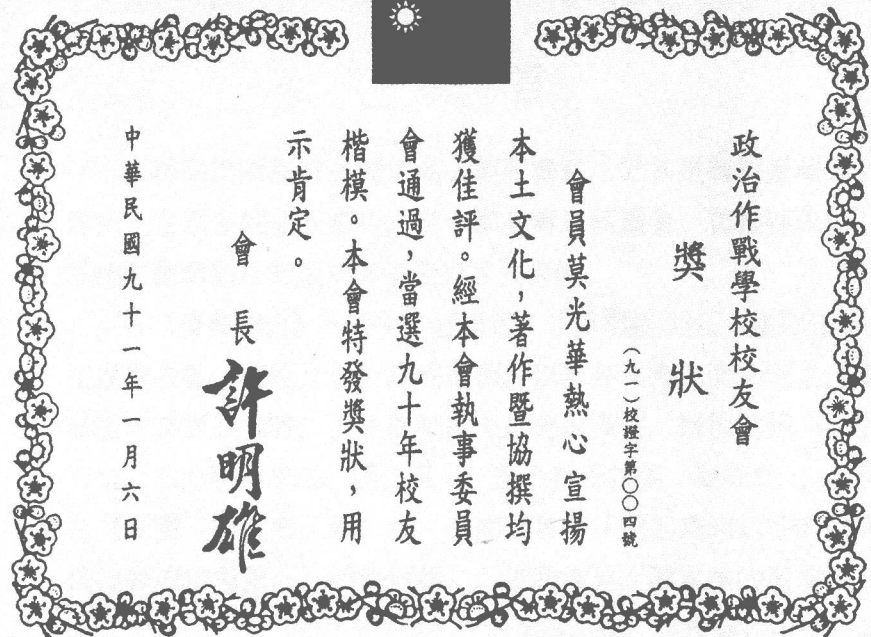 政治作戰學校校友會
獎狀
（九一）校證字第○○四號
會員莫光華熱心宣揚
本土文化，著作暨協撰均
獲佳評。經本會執事委員
會通過，當選九十年校友
楷模。本會特發獎狀，用
示肯定。
會長 許明雄
中華民國九十一年一月六日